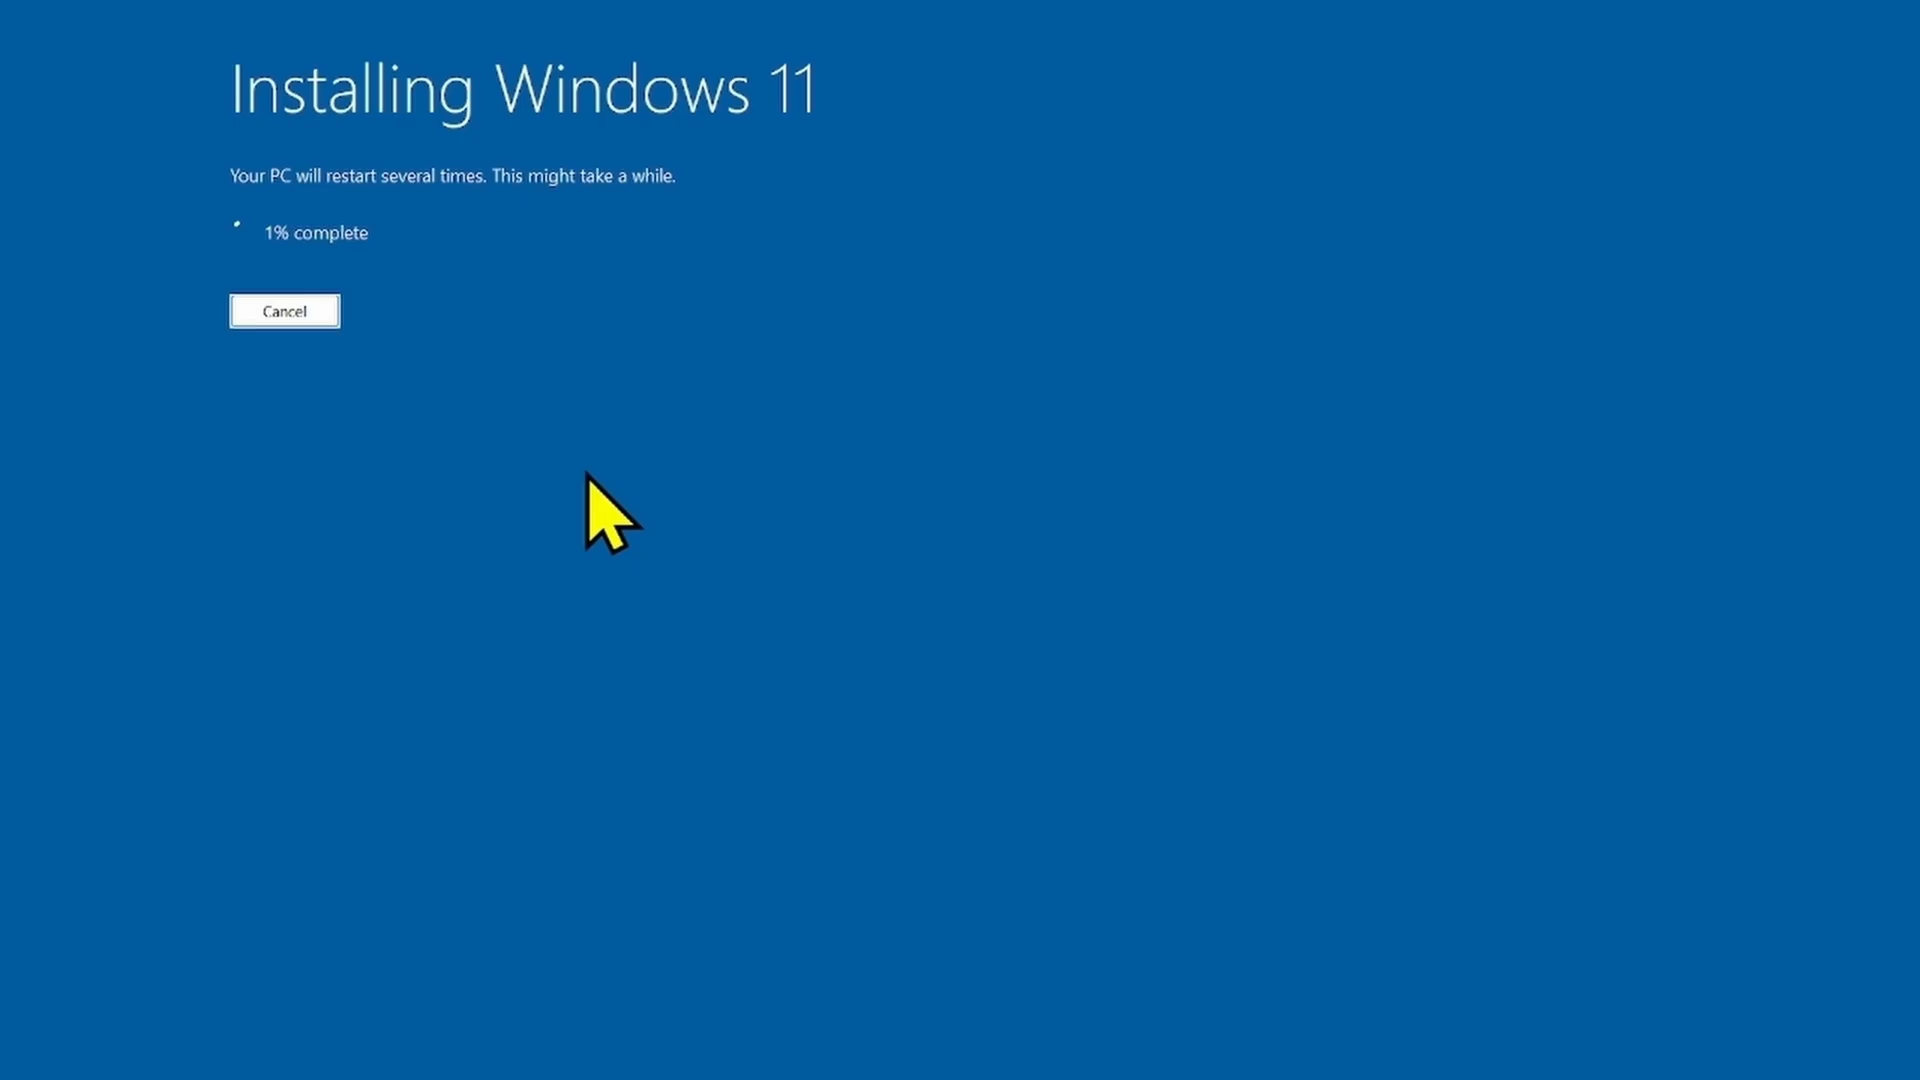 Installing Windows 11
Your PC will restart several times. This might take a while.
1% complete
Cancel